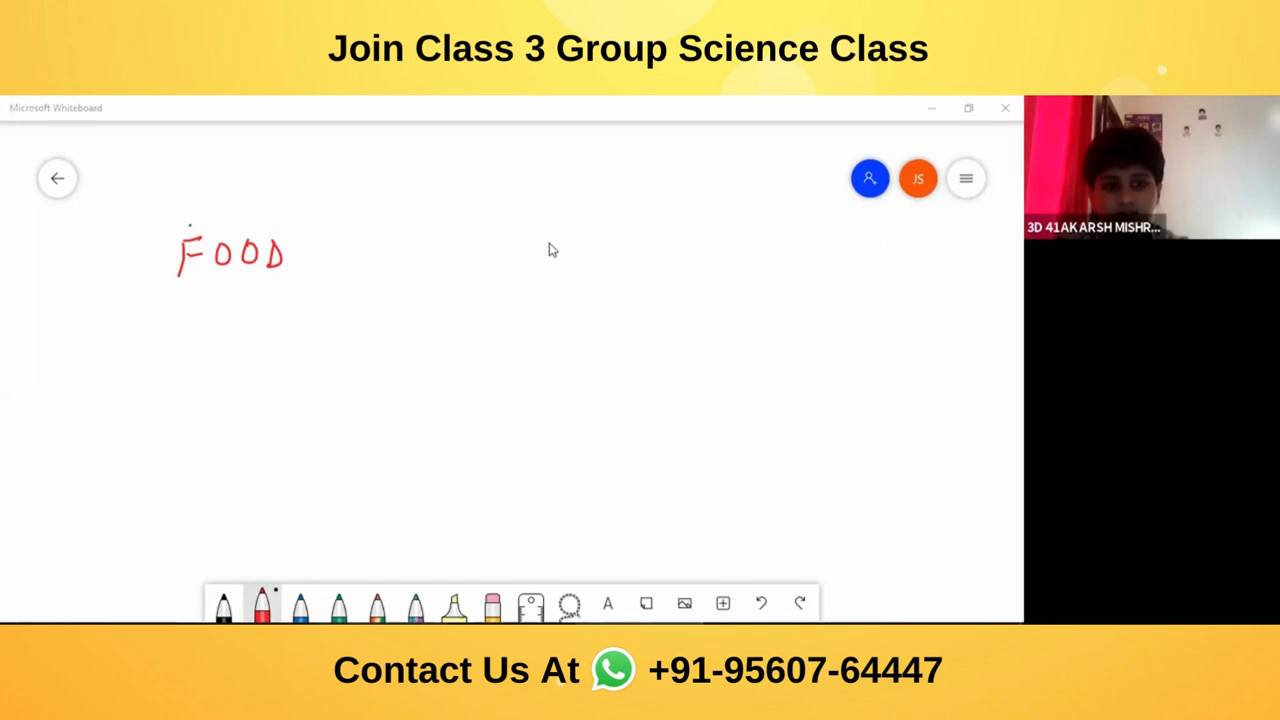 Join Class 3 Group Science Class
Microsoft Whiteboard
JS
3D 41AKARSH MISHR...
FOOD
A
Contact Us At +91-95607-64447